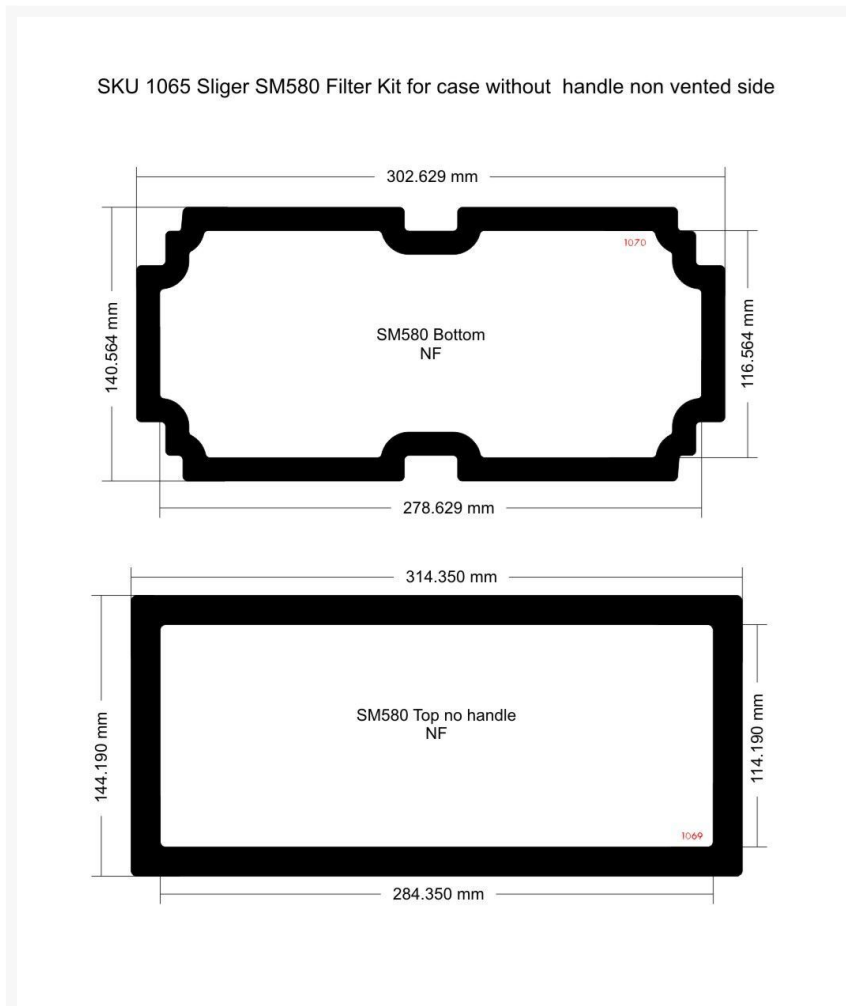 SKU 1065 Sliger SM580 Filter Kit for case without  handle non vented side
302.629 mm
1070
140.564 mm
SM580 Bottom
NF
116.564 mm
278.629 mm
314.350 mm
144.190 mm
SM580 Top no handle
NF
114.190 mm
1069
284.350 mm